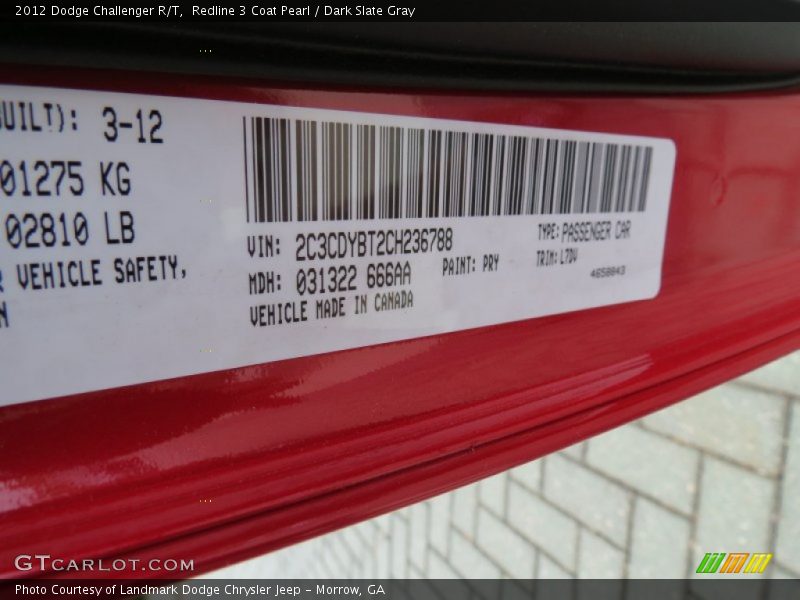 2012 Dodge Challenger R/T,  Redline 3 Coat Pearl / Dark Slate Gray
BUILT): 3-12
01275 KG
02810 LB
R VEHICLE SAFETY,
N
VIN: 2C3CDYBT2CH236788
MDH: 031322 666AA
VEHICLE MADE IN CANADA
PAINT: PRY
TYPE: PASSENGER CAR
TRIM: L7DV
4658843
GTCARLOT.COM
Photo Courtesy of Landmark Dodge Chrysler Jeep – Morrow, GA